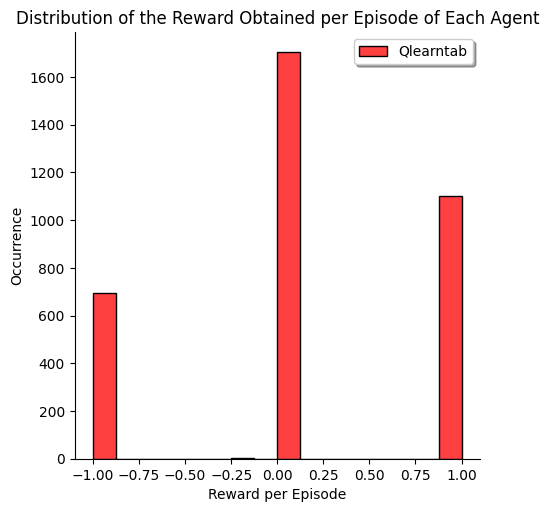 Distribution of the Reward Obtained per Episode of Each Agent
Qlearntab
1600
1400
1200
1000
800
600
400
200
0
Occurrence
−1.00 −0.75 −0.50 −0.25 0.00 0.25 0.50 0.75 1.00
Reward per Episode